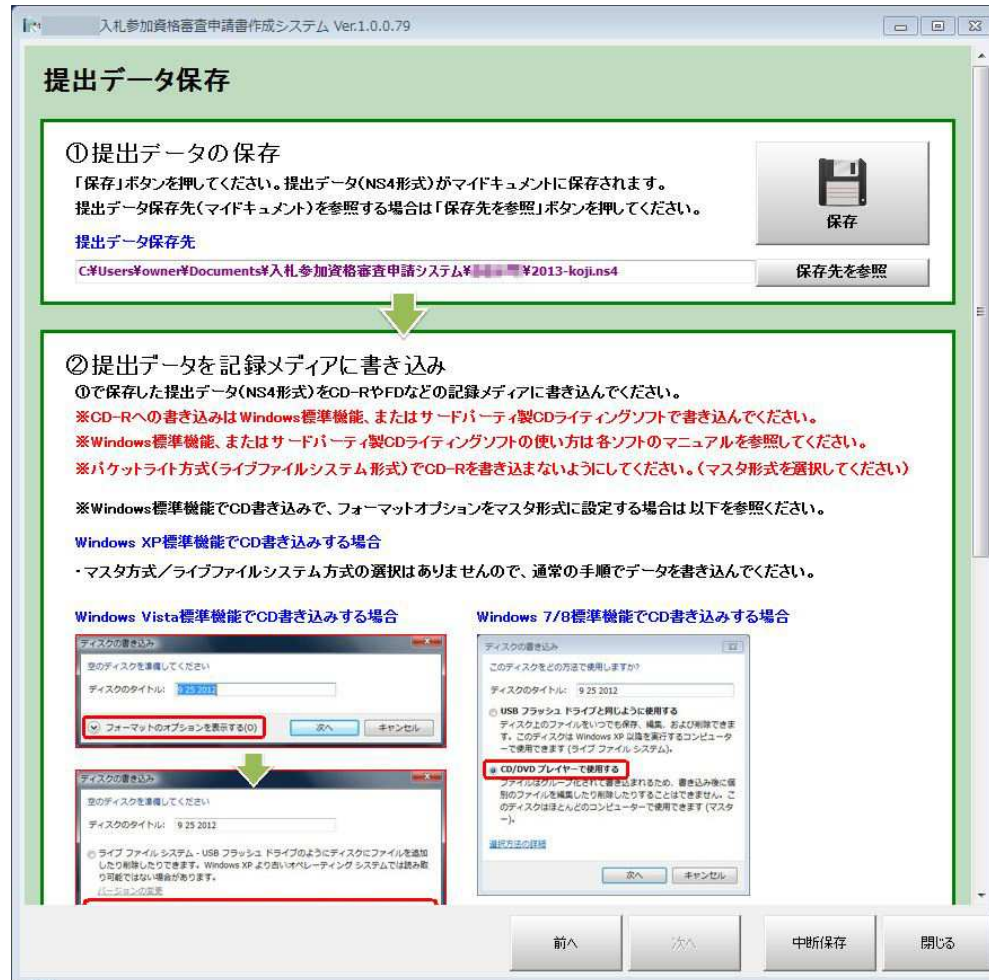 入札参加資格審査申請書作成システム Ver.1.0.0.79
提出データ保存
①提出データの保存
「保存」ボタンを押してください。提出データ(NS4形式)がマイドキュメントに保存されます。
提出データ保存先(マイドキュメント)を参照する場合は「保存先を参照」ボタンを押してください。
保存
提出データ保存先
C:¥Users¥owner¥Documents¥入札参加資格審査申請システム¥ ¥2013-koji.ns4
保存先を参照
②提出データを記録メディアに書き込み
①で保存した提出データ(NS4形式)をCD-RやFDなどの記録メディアに書き込んでください。
※CD-Rへの書き込みはWindows標準機能、またはサードパーティ製CDライティングソフトで書き込んでください。
※Windows標準機能、またはサードパーティ製CDライティングソフトの使い方は各ソフトのマニュアルを参照してください。
※パケットライト方式(ライブファイルシステム形式)でCD-Rを書き込まないようにしてください。(マスタ形式を選択してください)
※Windows標準機能でCD書き込みで、フォーマットオプションをマスタ形式に設定する場合は以下を参照ください。
Windows XP標準機能でCD書き込みする場合
・マスタ方式/ライブファイルシステム方式の選択はありませんので、通常の手順でデータを書き込んでください。
Windows Vista標準機能でCD書き込みする場合
ディスクの書き込み
空のディスクを準備してください
ディスクのタイトル: 9 25 2012
フォーマットのオプションを表示する(O)
次へ
キャンセル
ディスクの書き込み
空のディスクを準備してください
ディスクのタイトル: 9 25 2012
ライブ ファイル システム - USB フラッシュ ドライブのようにディスクにファイルを追加
したり削除したりできます。Windows XP より古いオペレーティング システムでは読み取
り可能ではない場合があります。
バージョンの変更
Windows 7/8標準機能でCD書き込みする場合
ディスクの書き込み
このディスクをどの方法で使用しますか?
ディスクのタイトル: 9 25 2012
USB フラッシュ ドライブと同じように使用する
ディスク上のファイルをいつでも保存、編集、および削除できま
す。このディスクは Windows XP 以降を実行するコンピュータ
ーで使用できます (ライブ ファイル システム)。
CD/DVD プレイヤーで使用する
ファイルはグループ化されて書き込まれるため、書き込み後に個
別のファイルを編集したり削除したりすることはできません。こ
のディスクはほとんどのコンピューターで使用できます (マスタ
ー)。
選択方法の詳細
次へ
キャンセル
前へ
次へ
中断保存
閉じる